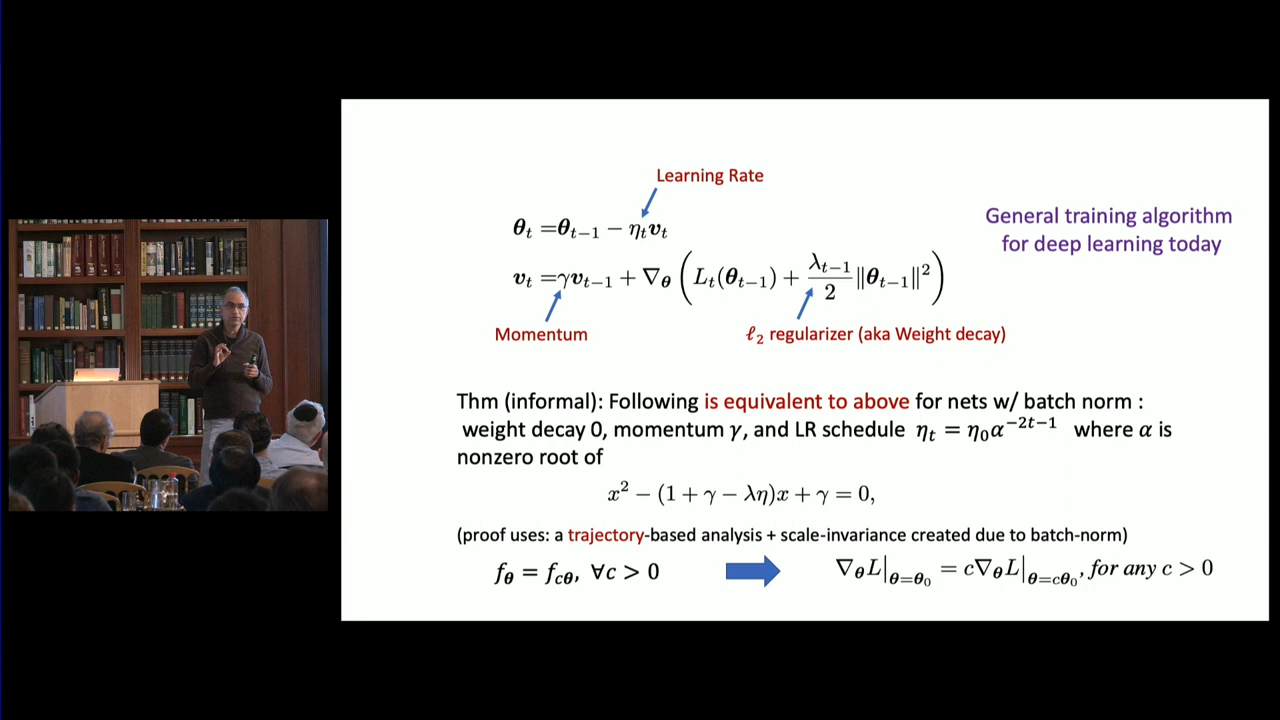 Learning Rate
θ_t = θ_{t−1} − η_t v_t
General training algorithm
for deep learning today
v_t = γv_{t−1} + ∇_θ ( L_t(θ_{t−1}) + λ_{t−1}/2 ‖θ_{t−1}‖² )
Momentum
ℓ₂ regularizer (aka Weight decay)
Thm (informal): Following is equivalent to above for nets w/ batch norm :
weight decay 0, momentum γ, and LR schedule η_t = η₀α^{−2t−1} where α is
nonzero root of
x² − (1 + γ − λη)x + γ = 0,
(proof uses: a trajectory-based analysis + scale-invariance created due to batch-norm)
f_θ = f_{cθ}, ∀c > 0
∇_θ L|_{θ=θ₀} = c∇_θ L|_{θ=cθ₀}, for any c > 0